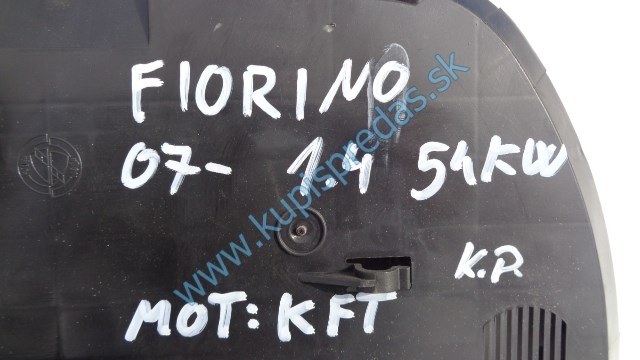 FIORINO
07- 1.4 54KW
K.P
MOT: KFT
www.kupispredas.sk